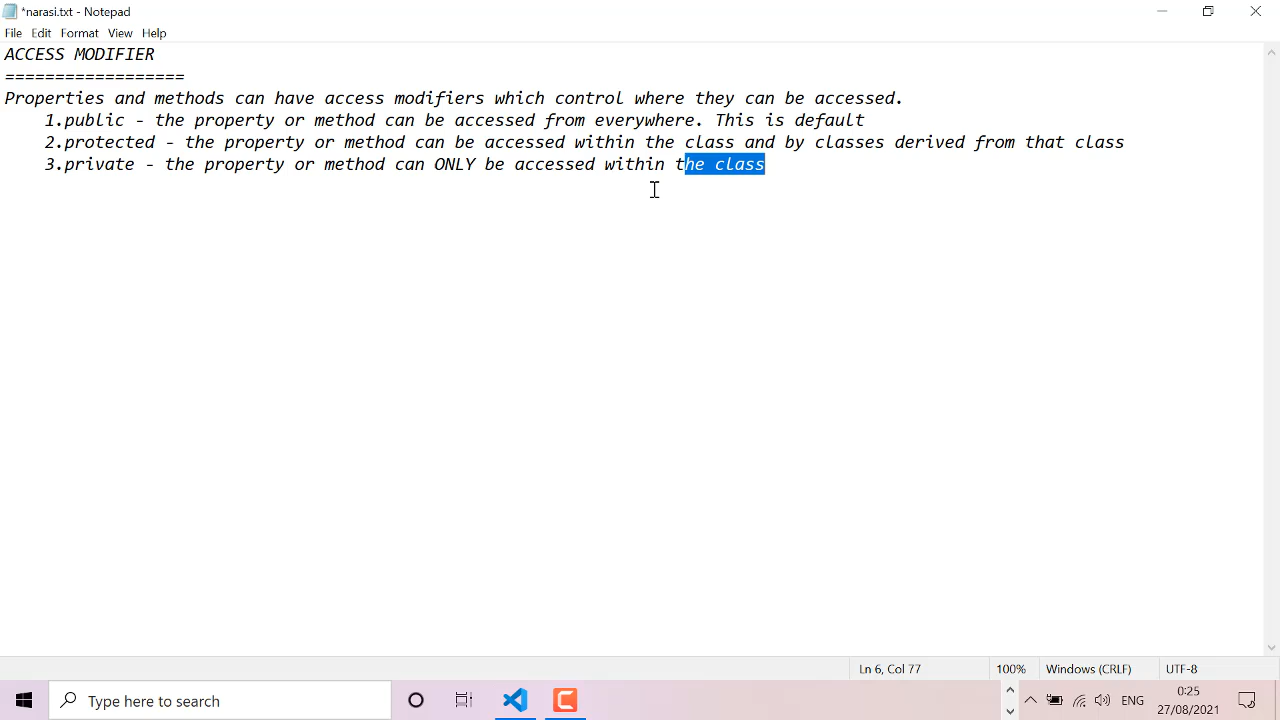 *narasi.txt - Notepad
File Edit Format View Help
ACCESS MODIFIER
==================
Properties and methods can have access modifiers which control where they can be accessed.
1.public - the property or method can be accessed from everywhere. This is default
2.protected - the property or method can be accessed within the class and by classes derived from that class
3.private - the property or method can ONLY be accessed within the class
Ln 6, Col 77 100% Windows (CRLF) UTF-8
Type here to search ENG 0:25
27/08/2021